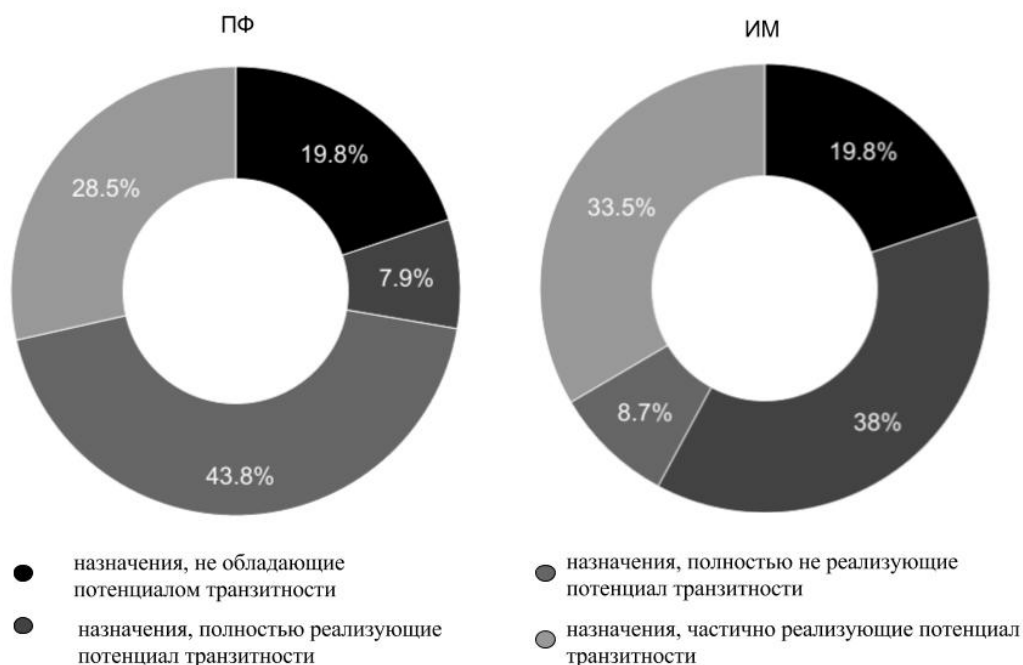 ПФ
19.8%
7.9%
43.8%
28.5%
ИМ
19.8%
38%
8.7%
33.5%
назначения, не обладающие
потенциалом транзитности
назначения, полностью реализующие
потенциал транзитности
назначения, полностью не реализующие
потенциал транзитности
назначения, частично реализующие потенциал
транзитности